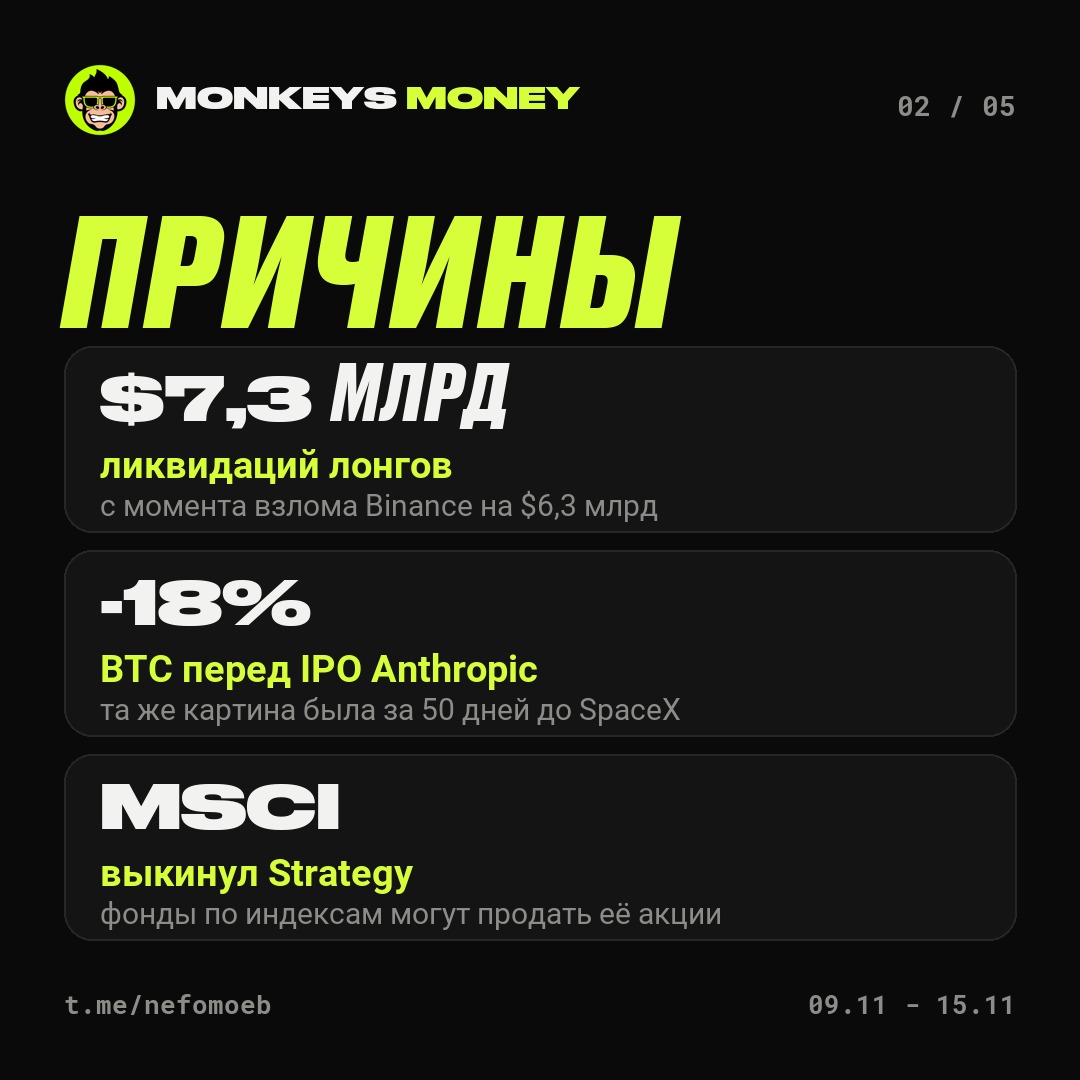 MONKEYS MONEY
02 / 05
ПРИЧИНЫ
$7,3 МЛРД
ликвидаций лонгов
с момента взлома Binance на $6,3 млрд
-18%
BTC перед IPO Anthropic
та же картина была за 50 дней до SpaceX
MSCI
выкинул Strategy
фонды по индексам могут продать её акции
t.me/nefomoeb
09.11 - 15.11